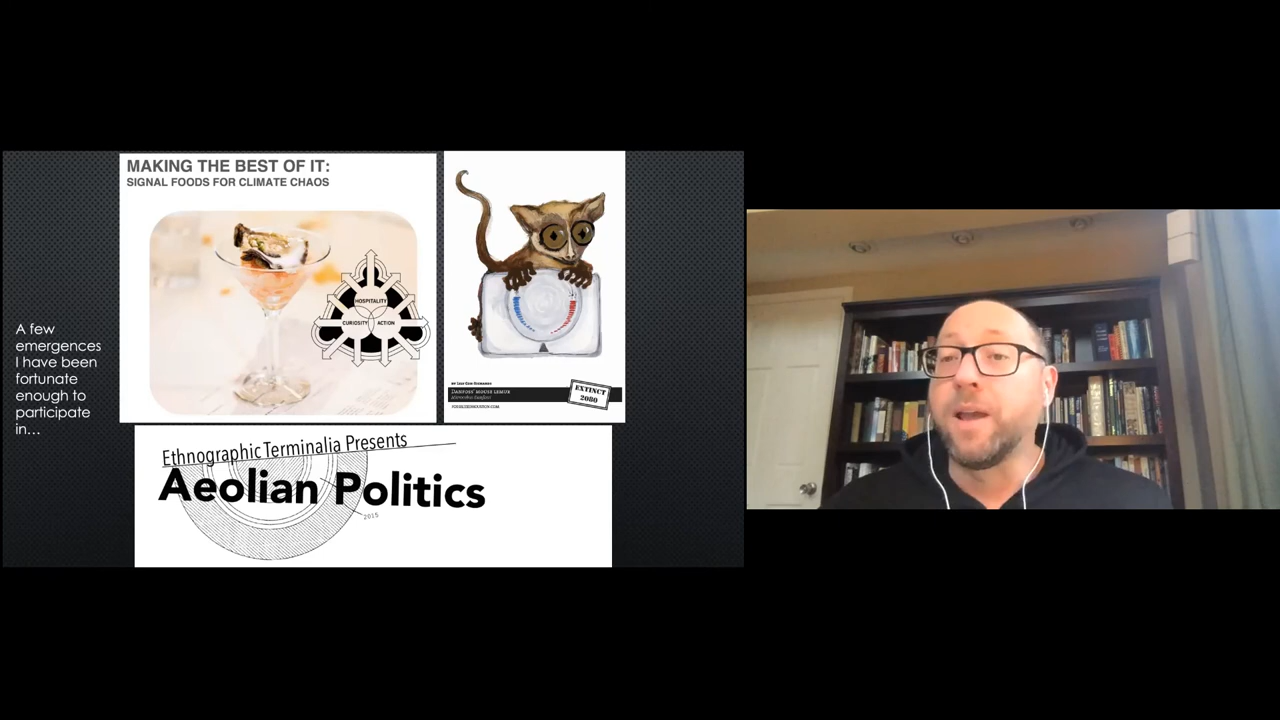 A few
emergences
I have been
fortunate
enough to
participate
in...
MAKING THE BEST OF IT:
SIGNAL FOODS FOR CLIMATE CHAOS
HOSPITALITY
CURIOSITY
ACTION
EXTINCT
2080
Ethnographic Terminalia Presents
Aeolian Politics
2015